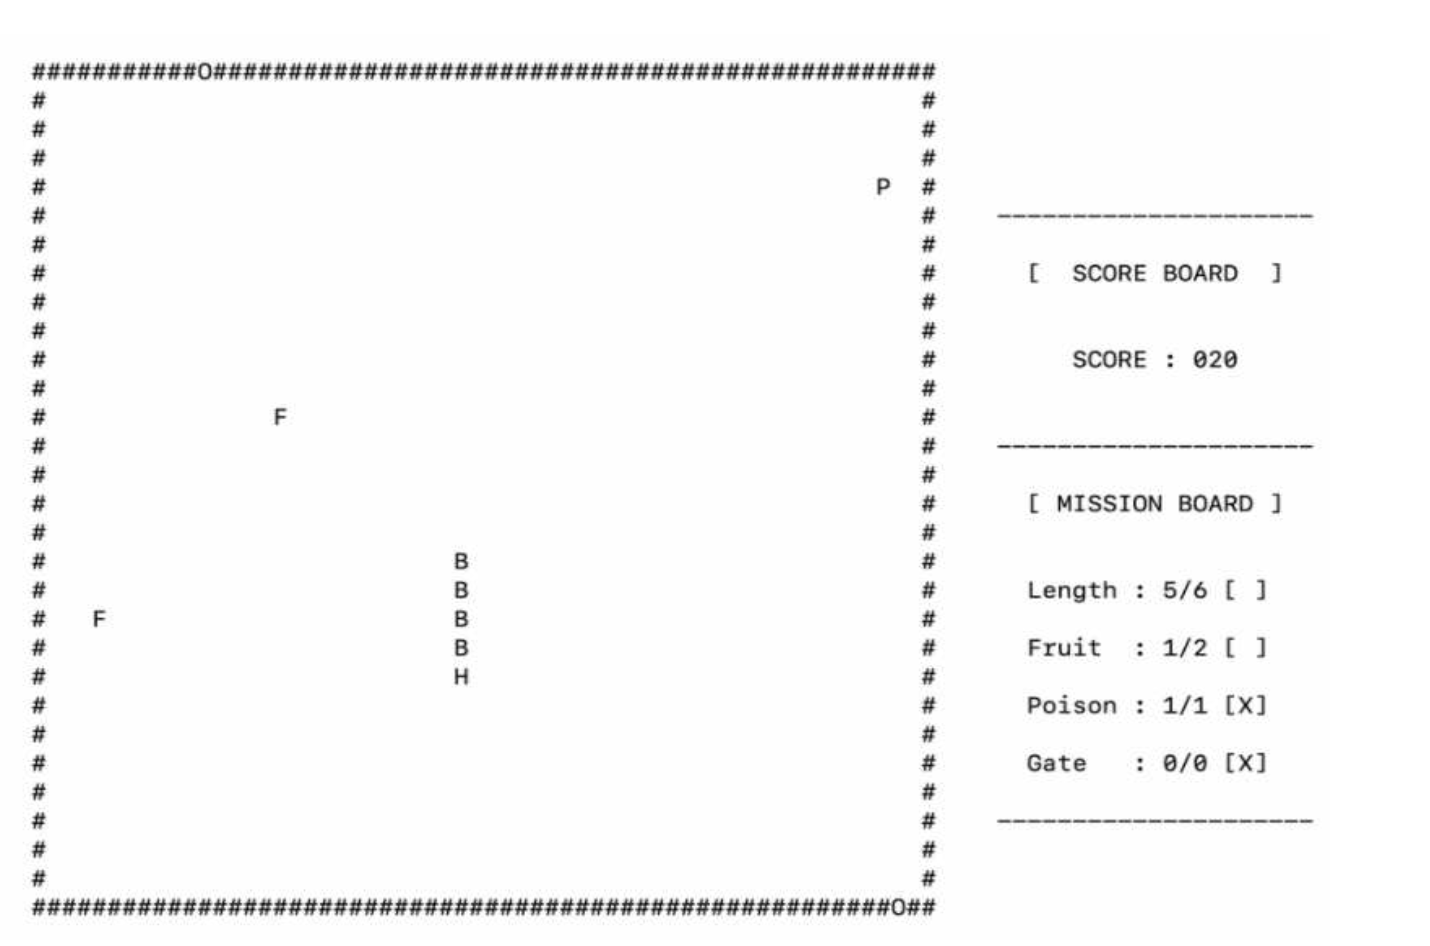 ###########O################################################
#                                                          #
#                                                          #
#                                                          #
#                                                       P  #
#                                                          #    ---------------------
#                                                          #
#                                                          #      [  SCORE BOARD  ]
#                                                          #
#                                                          #
#                                                          #         SCORE : 020
#                                                          #
#               F                                          #
#                                                          #    ---------------------
#                                                          #
#                                                          #      [ MISSION BOARD ]
#                                                          #
#                           B                              #
#                           B                              #      Length : 5/6 [ ]
#   F                       B                              #
#                           B                              #      Fruit  : 1/2 [ ]
#                           H                              #
#                                                          #      Poison : 1/1 [X]
#                                                          #
#                                                          #      Gate   : 0/0 [X]
#                                                          #
#                                                          #    ---------------------
#                                                          #
#                                                          #
#########################################################O##